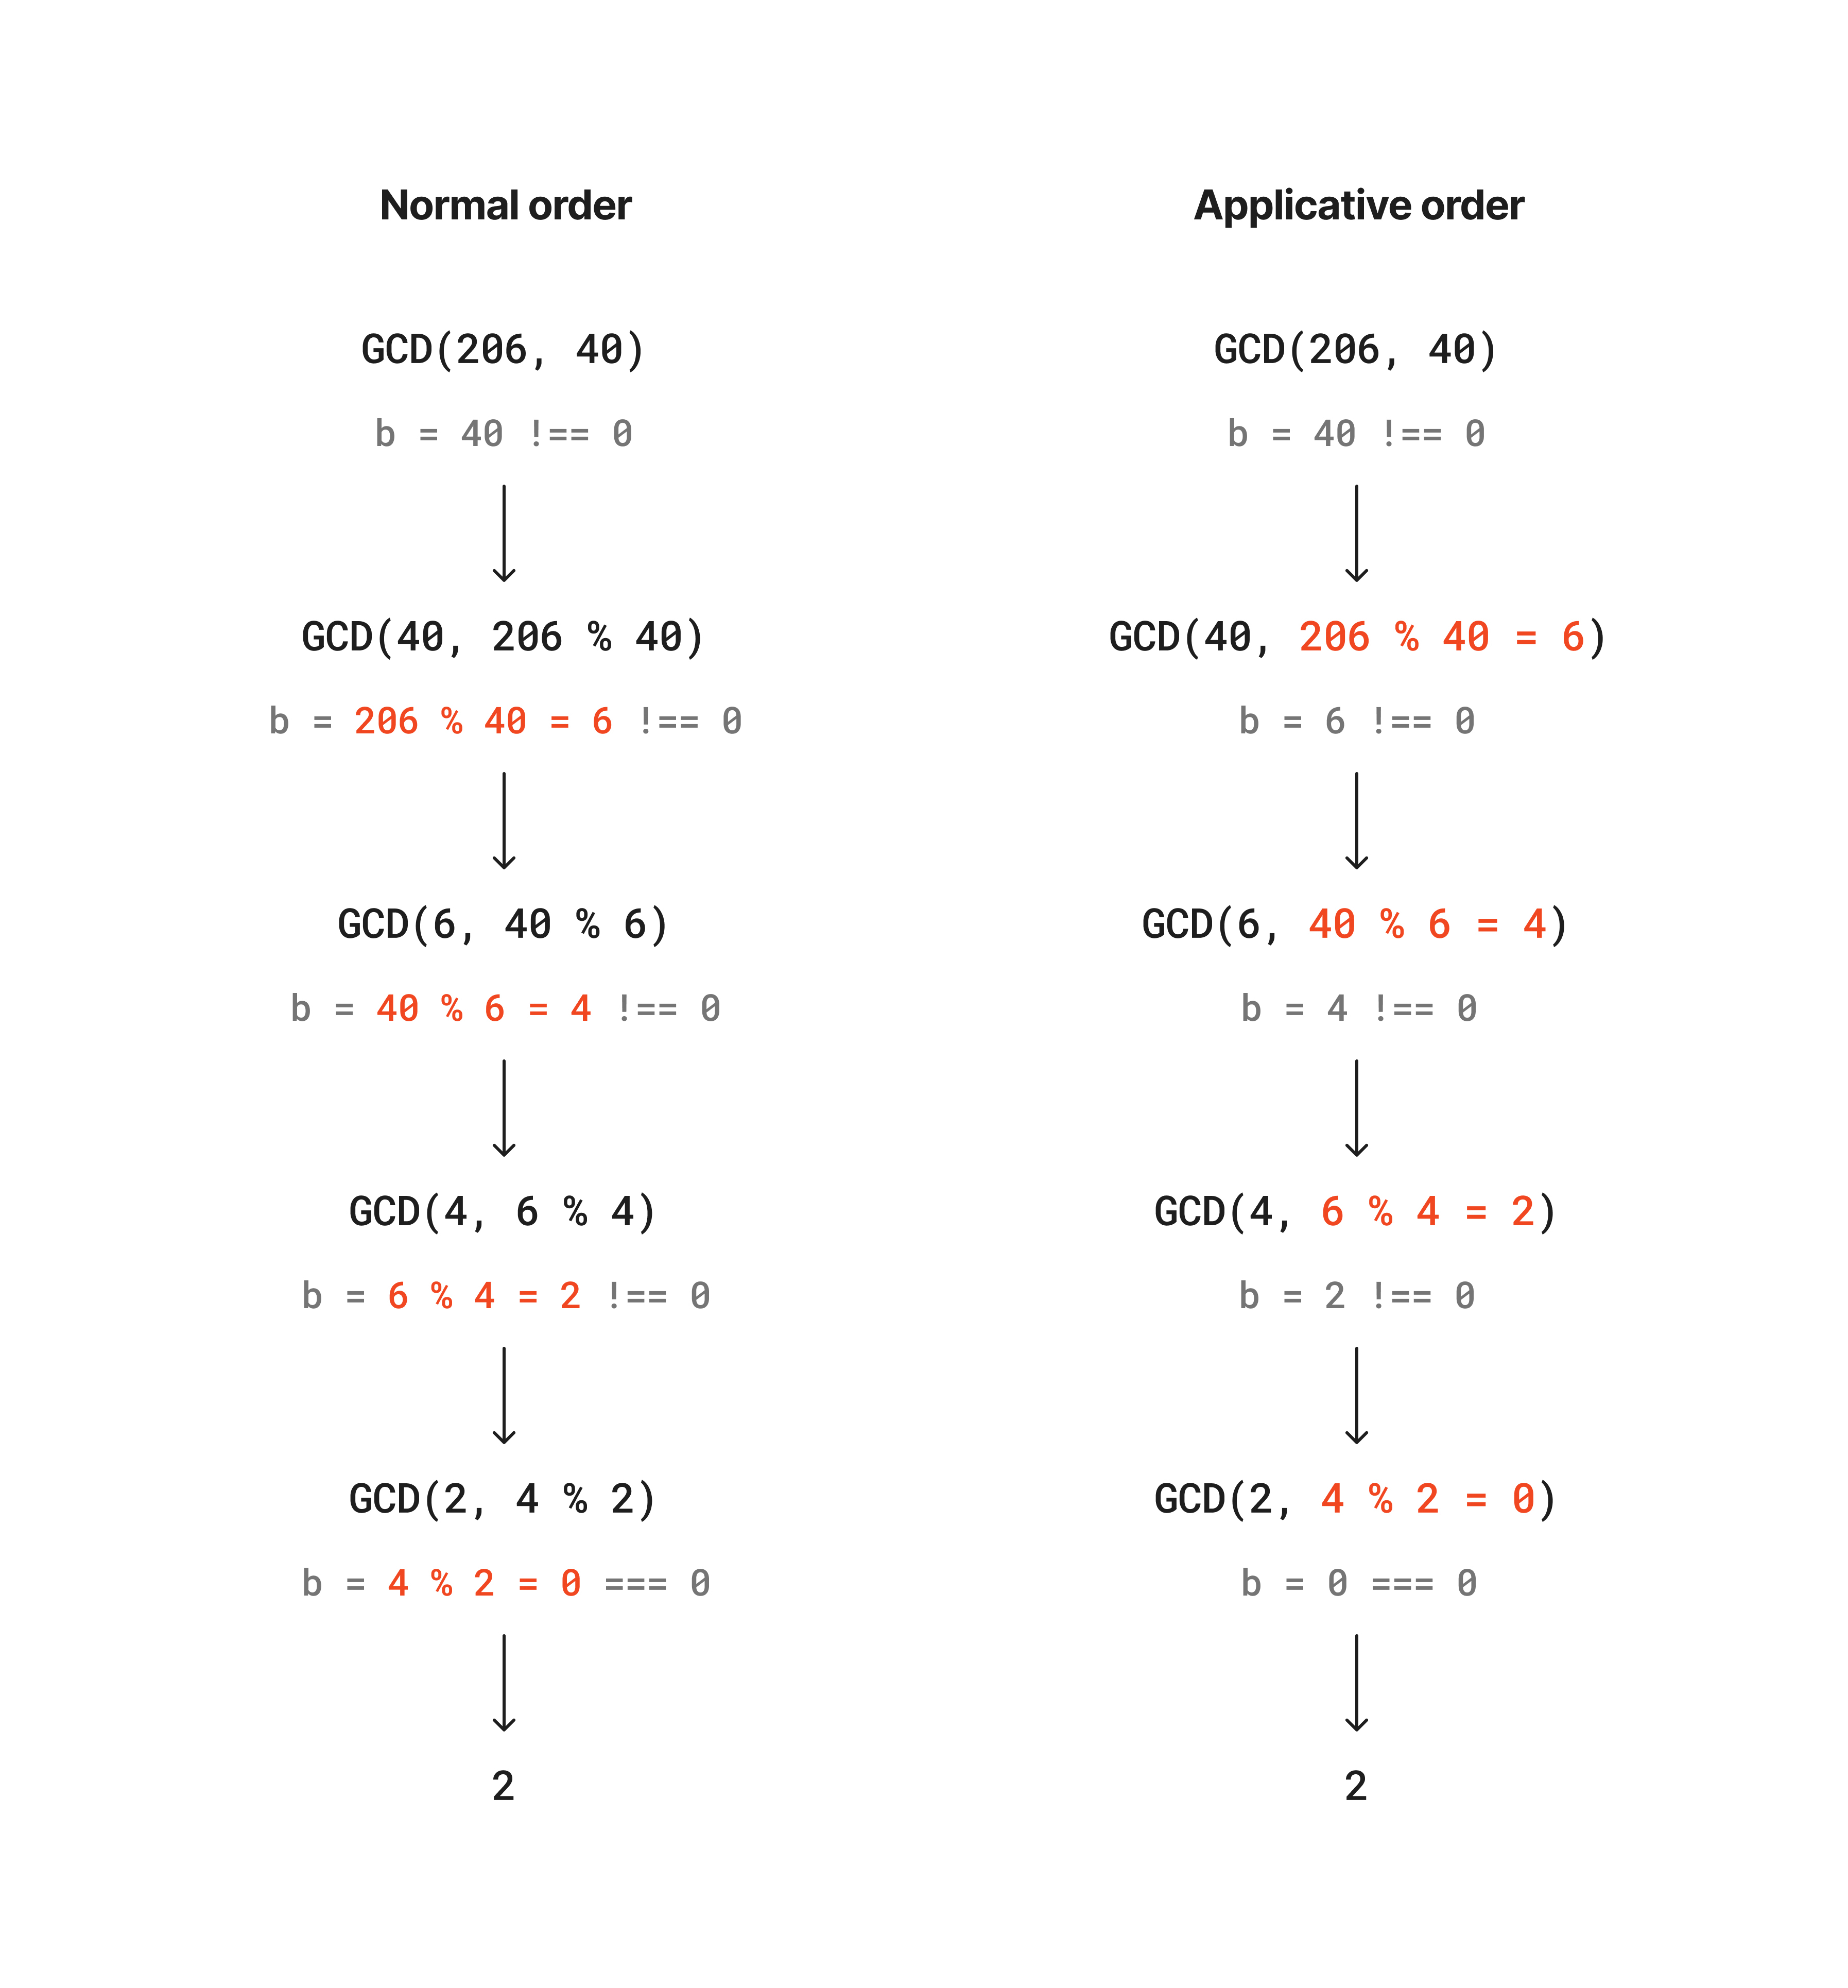 Normal order
GCD(206, 40)
b = 40 !== 0
GCD(40, 206 % 40)
b = 206 % 40 = 6 !== 0
GCD(6, 40 % 6)
b = 40 % 6 = 4 !== 0
GCD(4, 6 % 4)
b = 6 % 4 = 2 !== 0
GCD(2, 4 % 2)
b = 4 % 2 = 0 === 0
2
Applicative order
GCD(206, 40)
b = 40 !== 0
GCD(40, 206 % 40 = 6)
b = 6 !== 0
GCD(6, 40 % 6 = 4)
b = 4 !== 0
GCD(4, 6 % 4 = 2)
b = 2 !== 0
GCD(2, 4 % 2 = 0)
b = 0 === 0
2